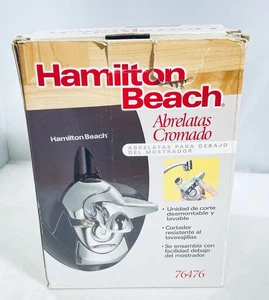 Hamilton
Beach®
Abrelatas
Cromado
ABRELATAS PARA DEBAJO
DEL MOSTRADOR
Hamilton Beach
• Unidad de corte
desmontable y
lavable
• Cortador
resistente al
lavavajillas
• Se ensambla con
facilidad debajo
del mostrador
76476